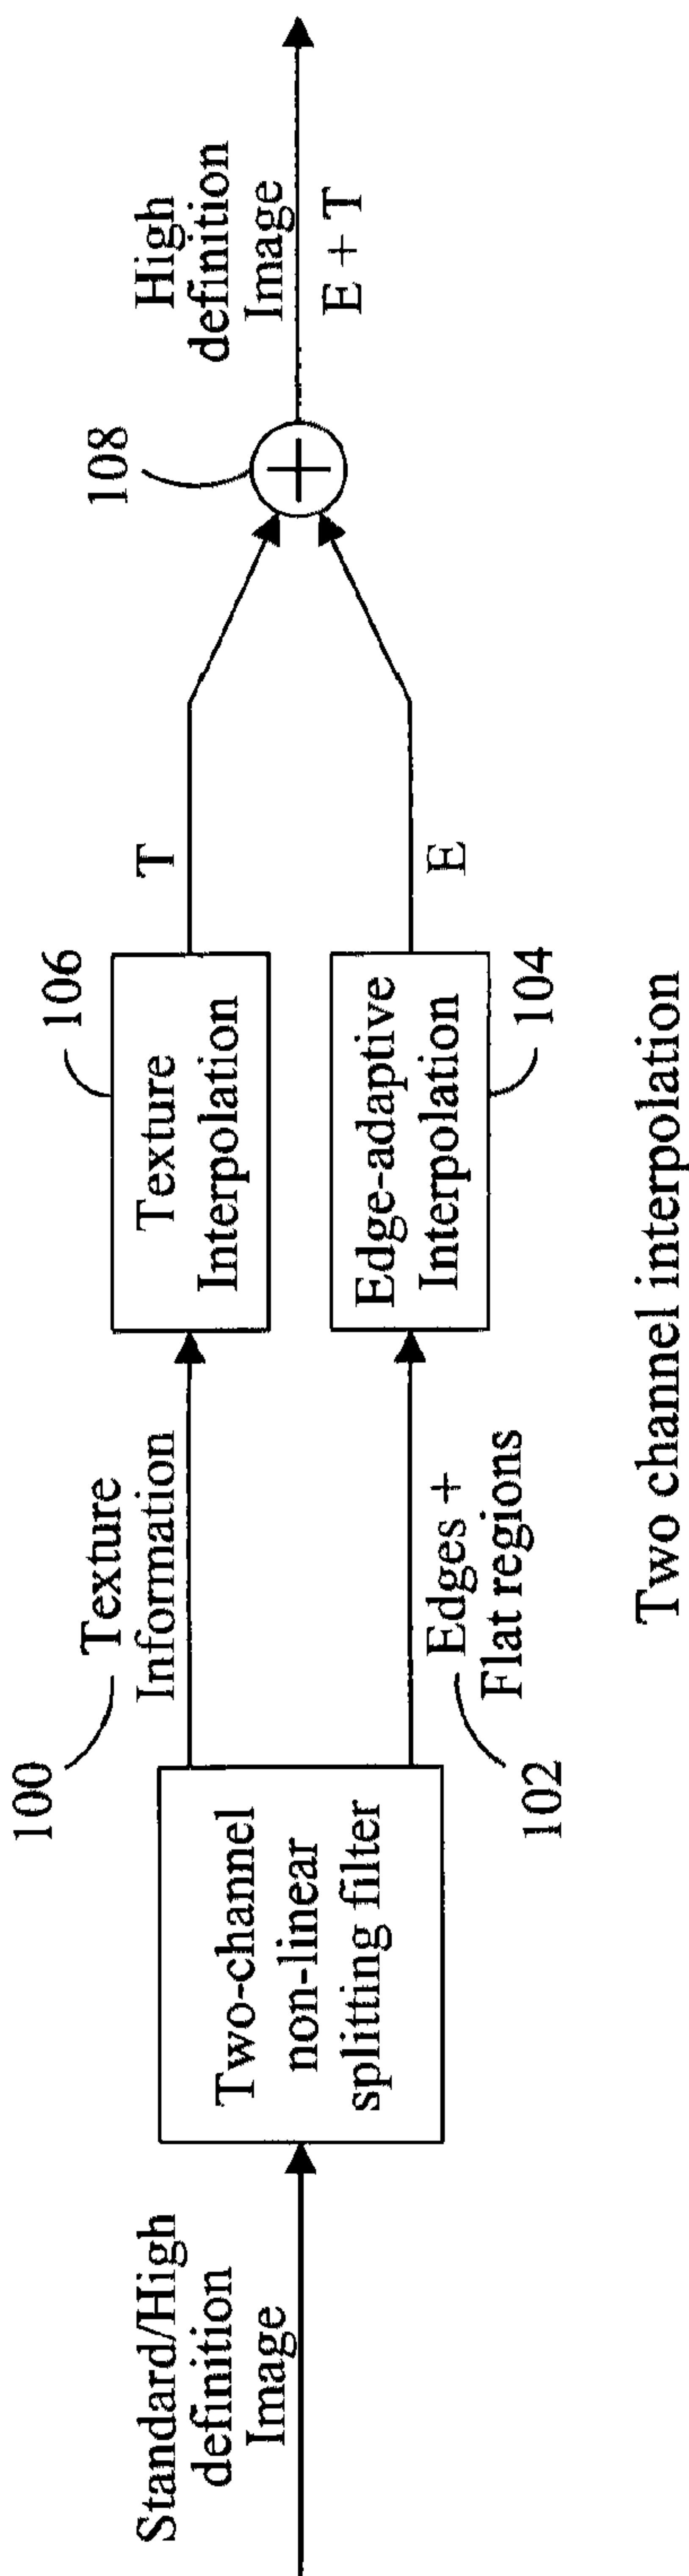 Standard/High
definition
Image
Two-channel
non-linear
splitting filter
100
Texture
Information
102
Edges +
Flat regions
106
Texture
Interpolation
Edge-adaptive
Interpolation
104
T
E
108
+
High
definition
Image
E + T
Two channel interpolation